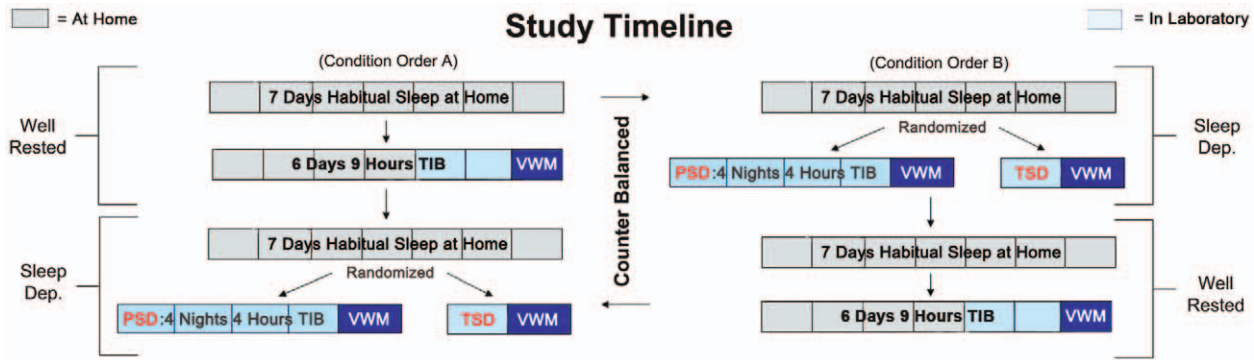 = At Home
Study Timeline
= In Laboratory
(Condition Order A)
7 Days Habitual Sleep at Home
Well
Rested
6 Days 9 Hours TIB VWM
7 Days Habitual Sleep at Home
Sleep
Dep.
Randomized
PSD:4 Nights 4 Hours TIB VWM
TSD VWM
Counter Balanced
(Condition Order B)
7 Days Habitual Sleep at Home
Randomized
Sleep
Dep.
PSD:4 Nights 4 Hours TIB VWM
TSD VWM
7 Days Habitual Sleep at Home
Well
Rested
6 Days 9 Hours TIB VWM